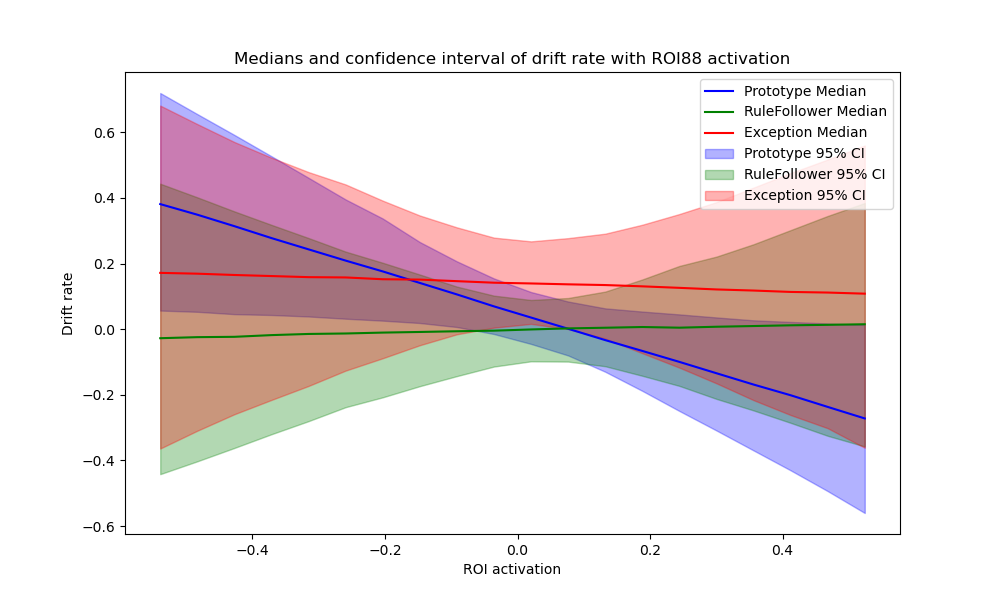 Medians and confidence interval of drift rate with ROI88 activation
Prototype Median
RuleFollower Median
Exception Median
Prototype 95% CI
RuleFollower 95% CI
Exception 95% CI
0.6
0.4
0.2
0.0
−0.2
−0.4
−0.6
Drift rate
−0.4
−0.2
0.0
0.2
0.4
ROI activation